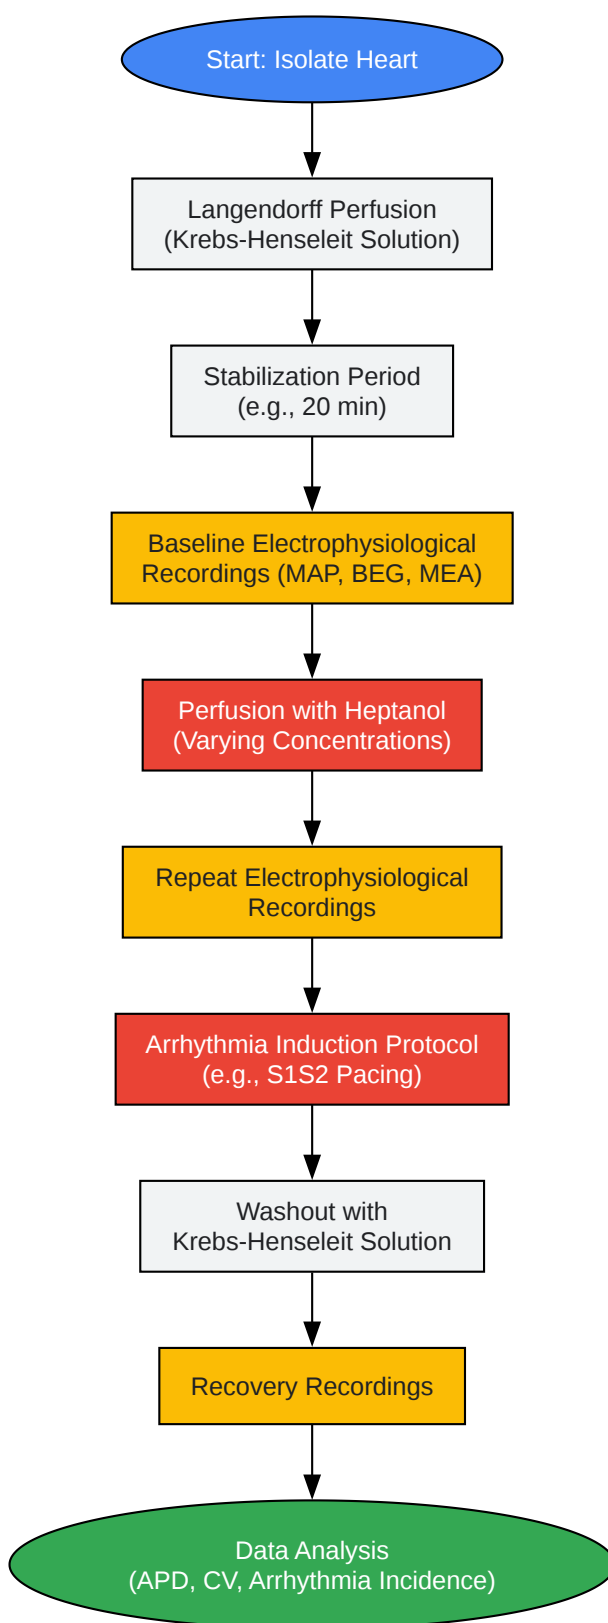 Start: Isolate Heart
Langendorff Perfusion
(Krebs-Henseleit Solution)
Stabilization Period
(e.g., 20 min)
Baseline Electrophysiological
Recordings (MAP, BEG, MEA)
Perfusion with Heptanol
(Varying Concentrations)
Repeat Electrophysiological
Recordings
Arrhythmia Induction Protocol
(e.g., S1S2 Pacing)
Washout with
Krebs-Henseleit Solution
Recovery Recordings
Data Analysis
(APD, CV, Arrhythmia Incidence)